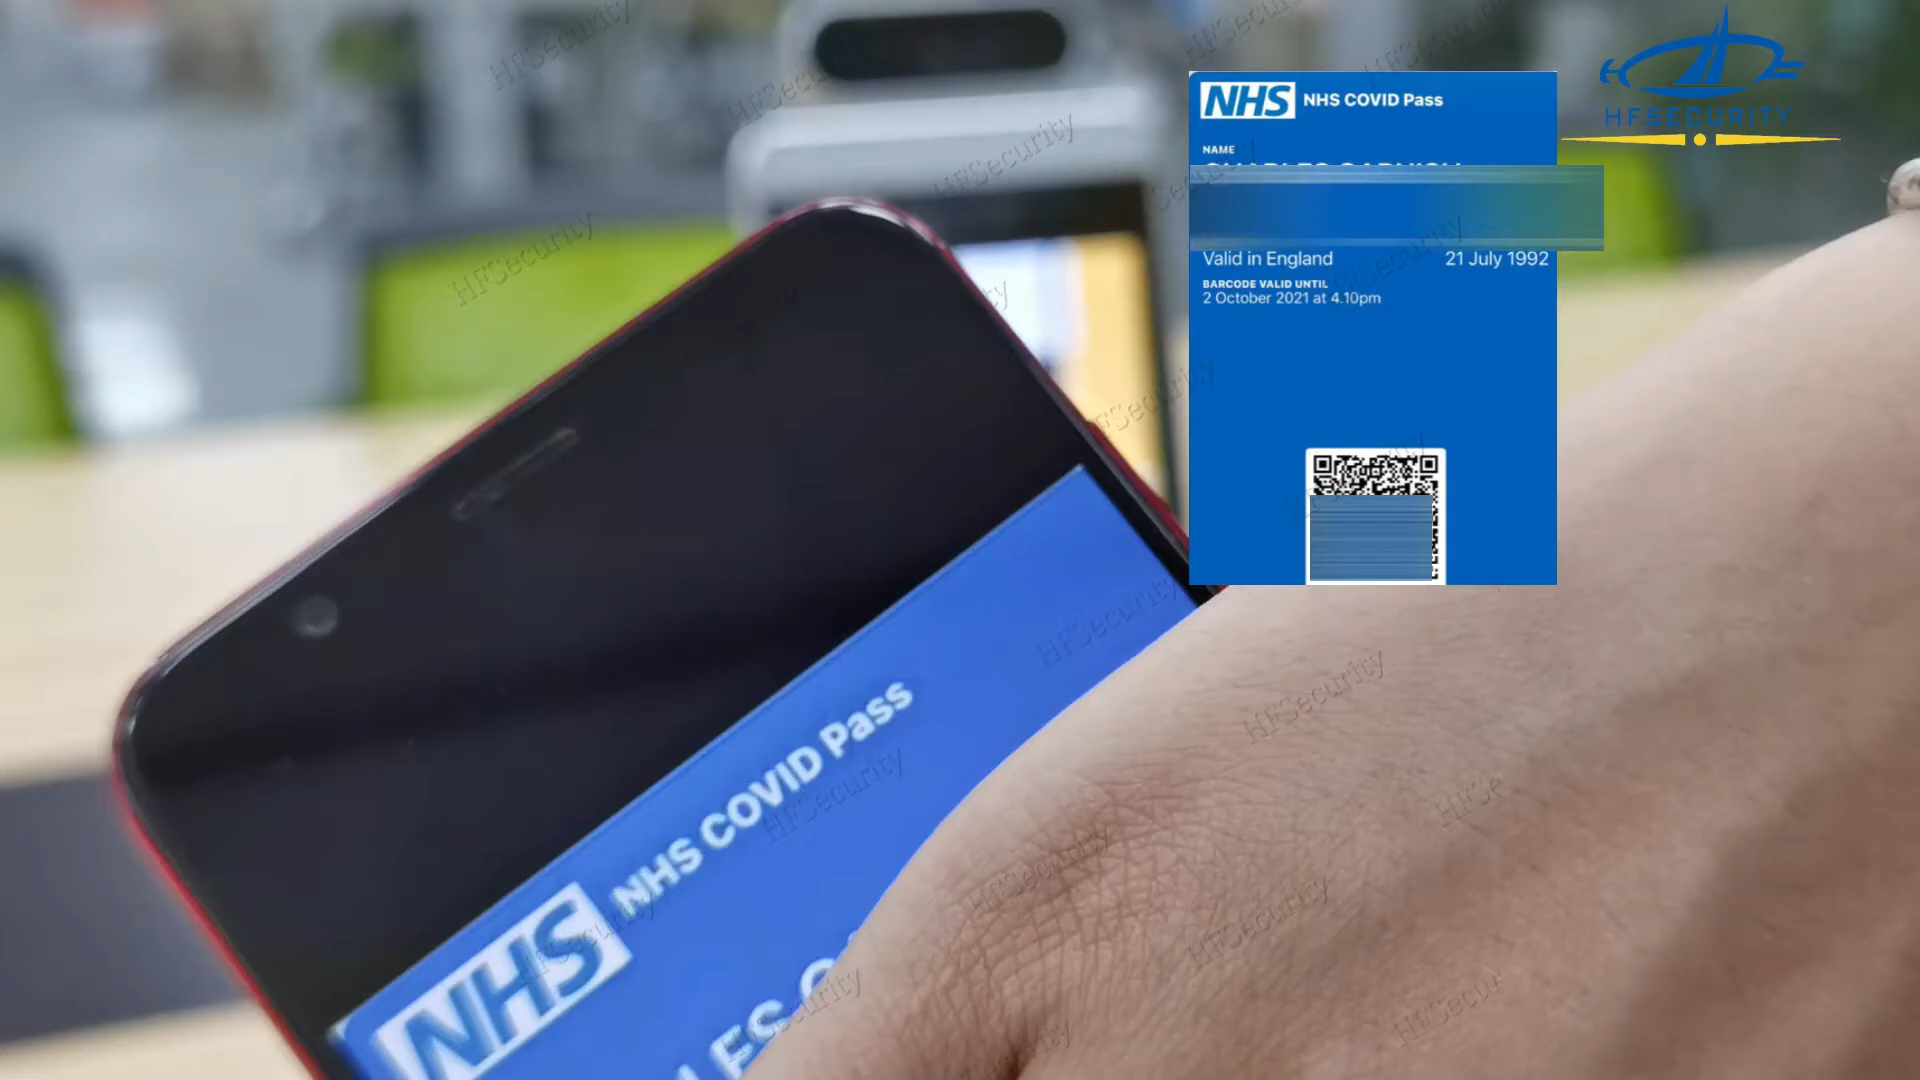 NHS NHS COVID Pass
NAME
Valid in England 21 July 1992
BARCODE VALID UNTIL
2 October 2021 at 4.10pm
HFSECURITY
NHS NHS COVID Pass
HFSecurity